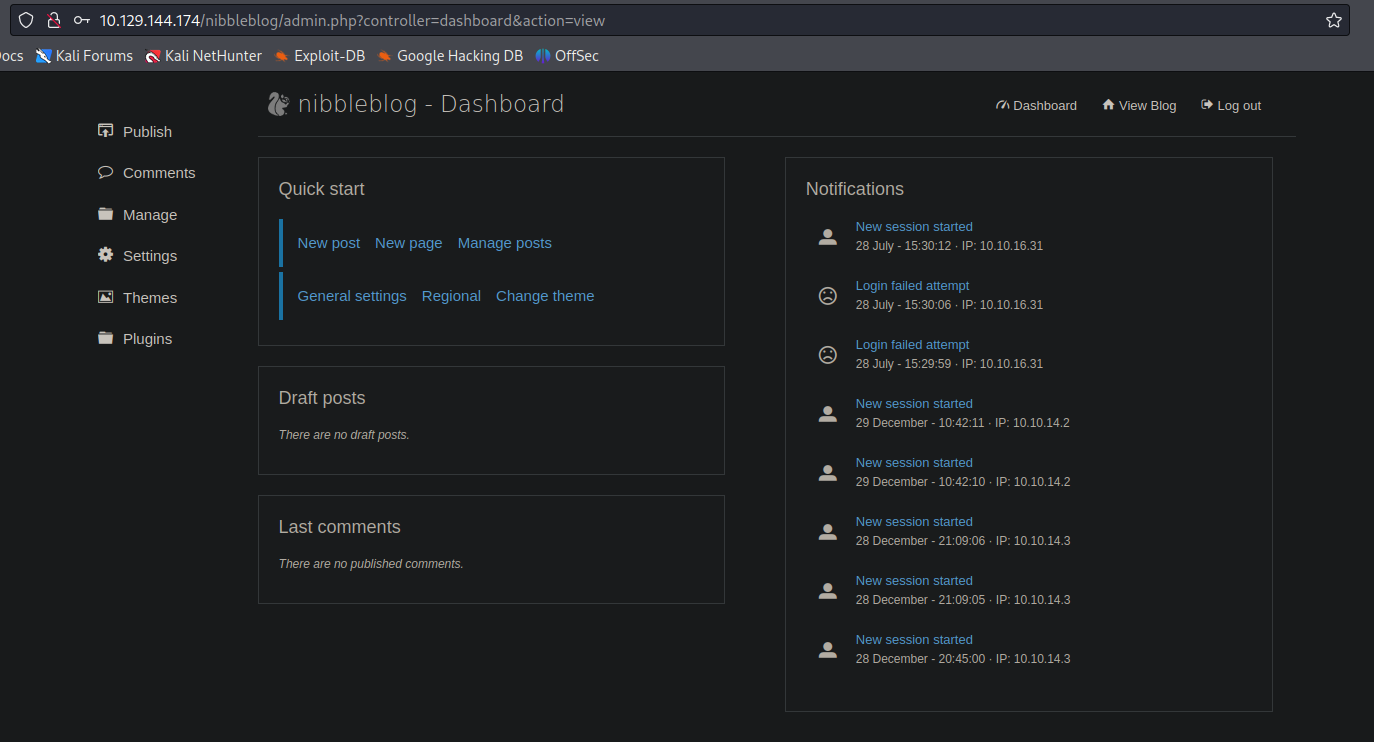 10.129.144.174/nibbleblog/admin.php?controller=dashboard&action=view
ocs Kali Forums Kali NetHunter Exploit-DB Google Hacking DB OffSec
nibbleblog - Dashboard
Dashboard View Blog Log out
Publish
Comments
Manage
Settings
Themes
Plugins
Quick start
New post New page Manage posts
General settings Regional Change theme
Draft posts
There are no draft posts.
Last comments
There are no published comments.
Notifications
New session started
28 July - 15:30:12 · IP: 10.10.16.31
Login failed attempt
28 July - 15:30:06 · IP: 10.10.16.31
Login failed attempt
28 July - 15:29:59 · IP: 10.10.16.31
New session started
29 December - 10:42:11 · IP: 10.10.14.2
New session started
29 December - 10:42:10 · IP: 10.10.14.2
New session started
28 December - 21:09:06 · IP: 10.10.14.3
New session started
28 December - 21:09:05 · IP: 10.10.14.3
New session started
28 December - 20:45:00 · IP: 10.10.14.3